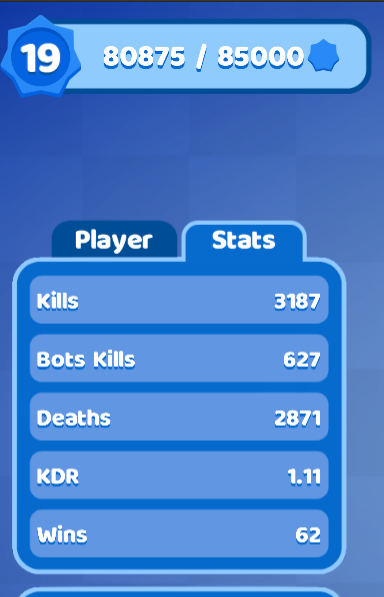 19 80875 / 85000
Player Stats
Kills 3187
Bots Kills 627
Deaths 2871
KDR 1.11
Wins 62